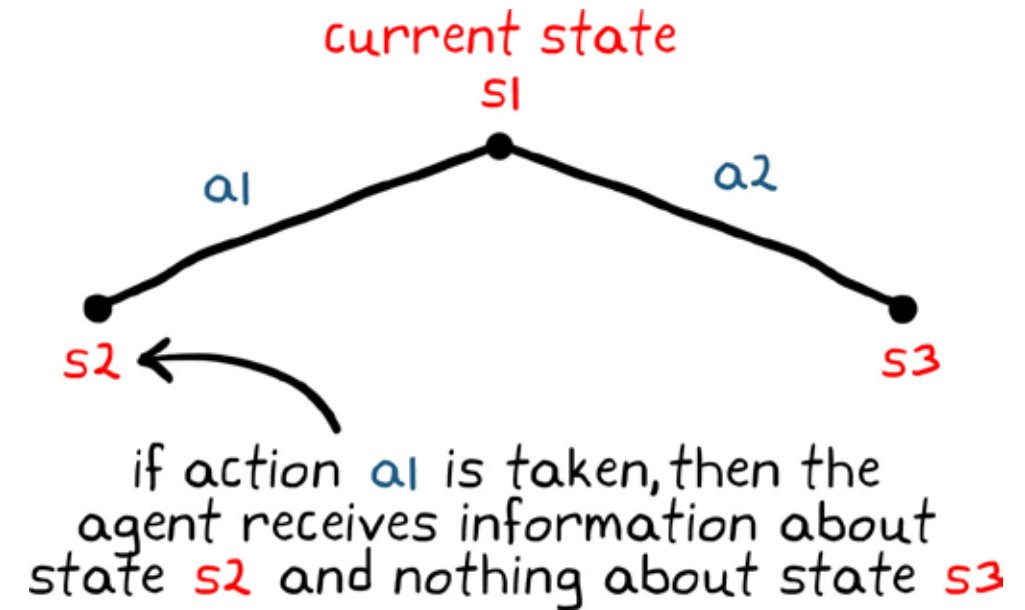 current state
s1
a1
a2
s2
s3
if action a1 is taken, then the
agent receives information about
state s2 and nothing about state s3